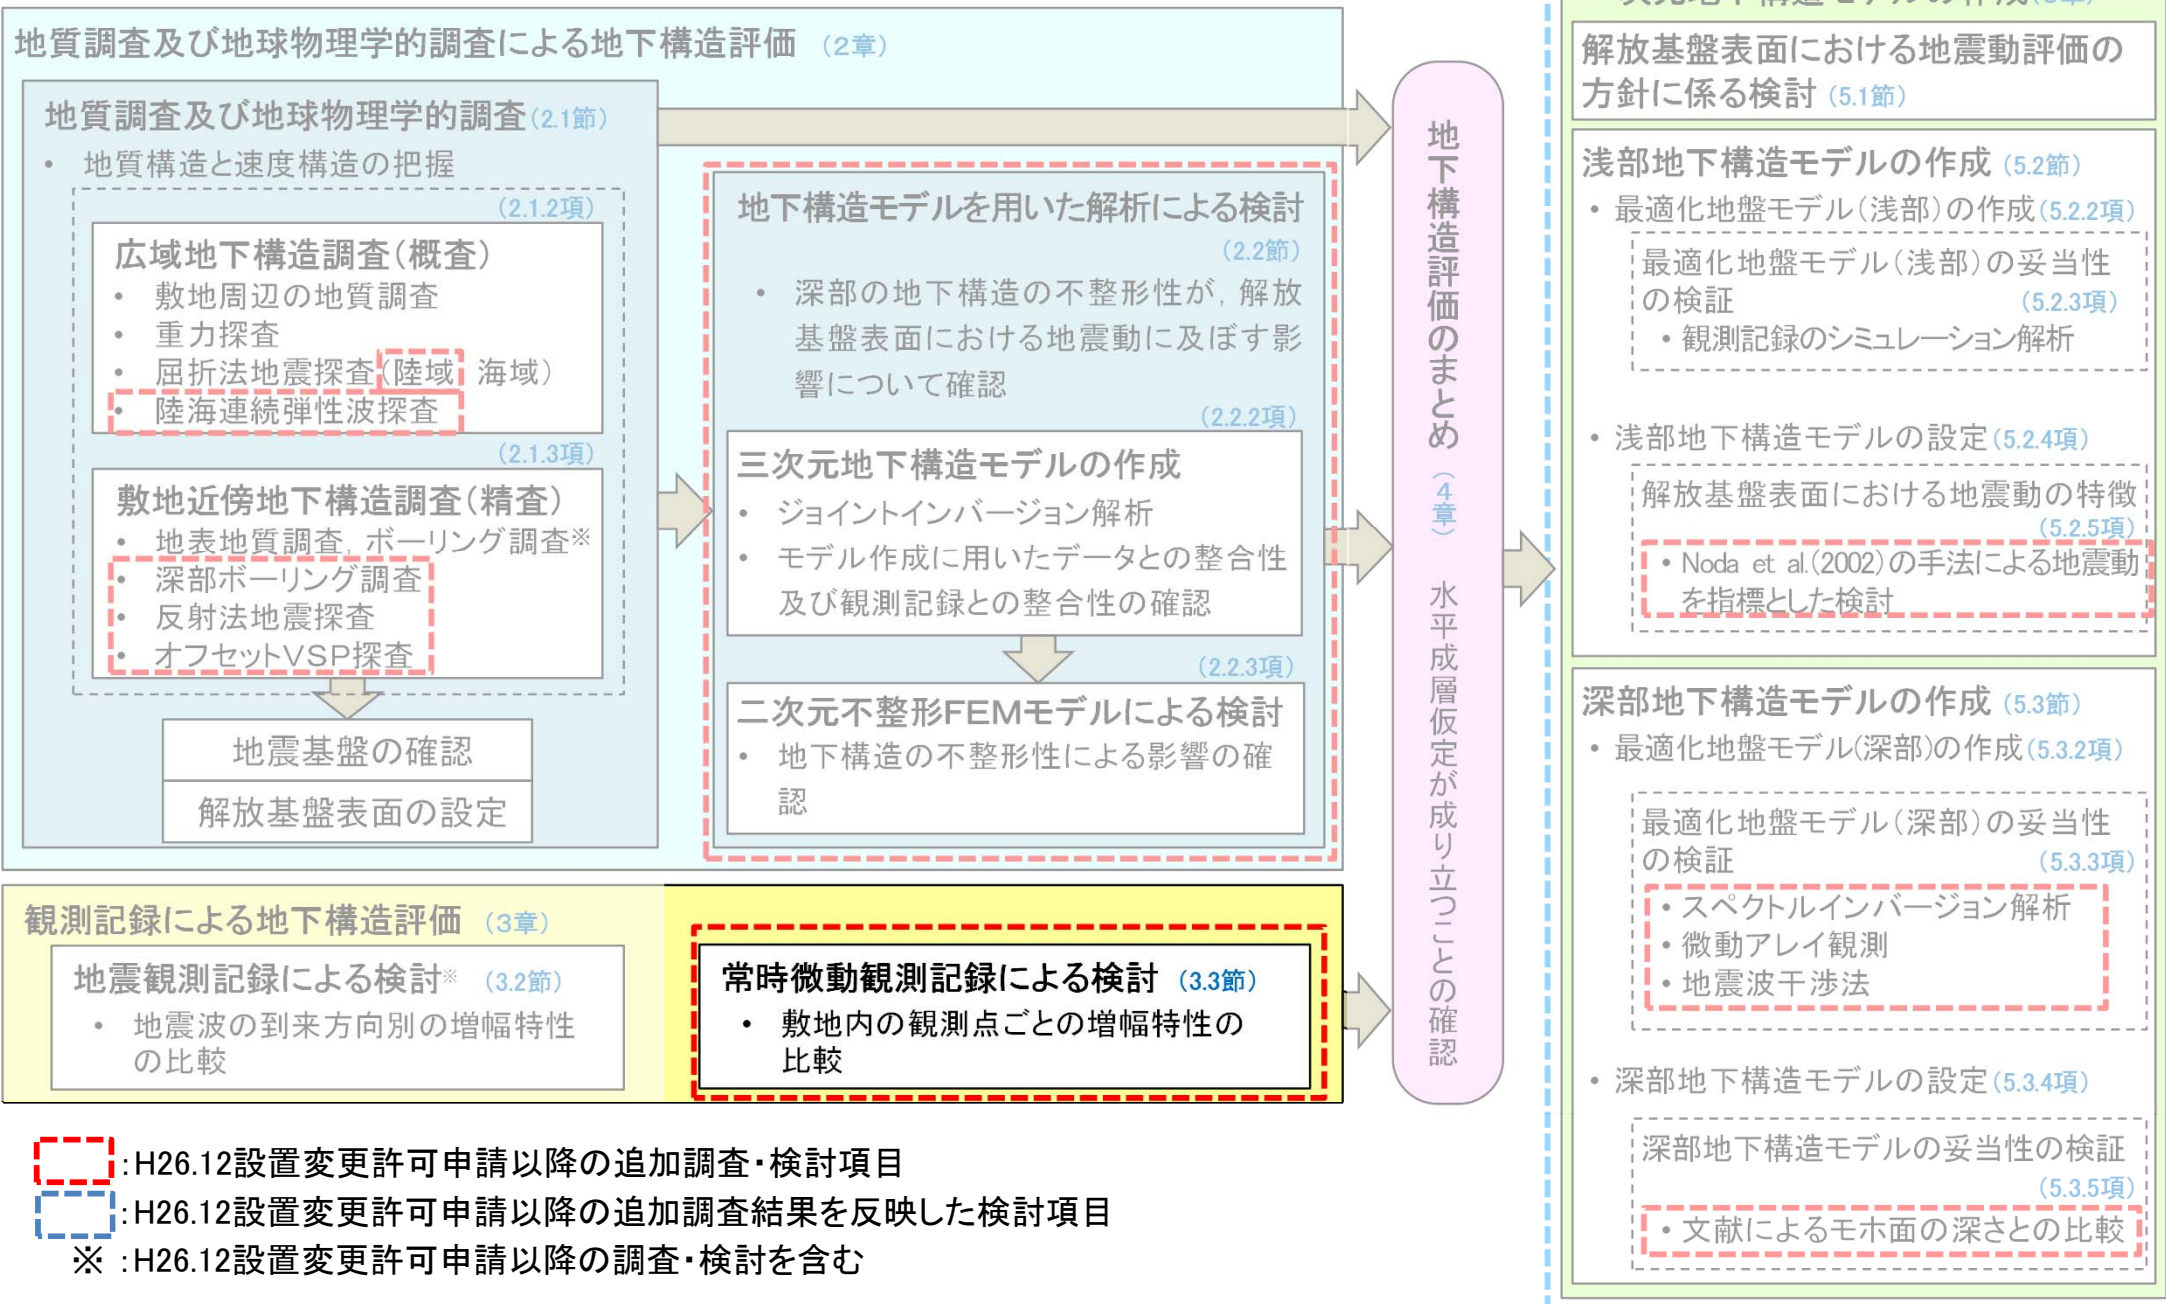 地質調査及び地球物理学的調査による地下構造評価 （2章）
地質調査及び地球物理学的調査（2.1節）
• 地質構造と速度構造の把握
（2.1.2項）
広域地下構造調査（概査）
• 敷地周辺の地質調査
• 重力探査
• 屈折法地震探査（陸域 海域）
• 陸海連続弾性波探査
（2.1.3項）
敷地近傍地下構造調査（精査）
• 地表地質調査，ボーリング調査※
• 深部ボーリング調査
• 反射法地震探査
• オフセットVSP探査
地震基盤の確認
解放基盤表面の設定
地下構造モデルを用いた解析による検討
（2.2節）
• 深部の地下構造の不整形性が，解放
基盤表面における地震動に及ぼす影
響について確認
（2.2.2項）
三次元地下構造モデルの作成
• ジョイントインバージョン解析
• モデル作成に用いたデータとの整合性
及び観測記録との整合性の確認
（2.2.3項）
二次元不整形FEMモデルによる検討
• 地下構造の不整形性による影響の確
認
観測記録による地下構造評価 （3章）
地震観測記録による検討※ （3.2節）
• 地震波の到来方向別の増幅特性
の比較
常時微動観測記録による検討 （3.3節）
• 敷地内の観測点ごとの増幅特性の
比較
地下構造評価のまとめ（4章） 水平成層仮定が成り立つことの確認
解放基盤表面における地震動評価の
方針に係る検討（5.1節）
浅部地下構造モデルの作成（5.2節）
• 最適化地盤モデル（浅部）の作成（5.2.2項）
最適化地盤モデル（浅部）の妥当性
の検証 （5.2.3項）
• 観測記録のシミュレーション解析
• 浅部地下構造モデルの設定（5.2.4項）
解放基盤表面における地震動の特徴
（5.2.5項）
• Noda et al.(2002)の手法による地震動
を指標とした検討
深部地下構造モデルの作成（5.3節）
• 最適化地盤モデル(深部)の作成（5.3.2項）
最適化地盤モデル（深部）の妥当性
の検証 （5.3.3項）
• スペクトルインバージョン解析
• 微動アレイ観測
• 地震波干渉法
• 深部地下構造モデルの設定（5.3.4項）
深部地下構造モデルの妥当性の検証
（5.3.5項）
• 文献によるモホ面の深さとの比較
：H26.12設置変更許可申請以降の追加調査・検討項目
：H26.12設置変更許可申請以降の追加調査結果を反映した検討項目
※ ：H26.12設置変更許可申請以降の調査・検討を含む